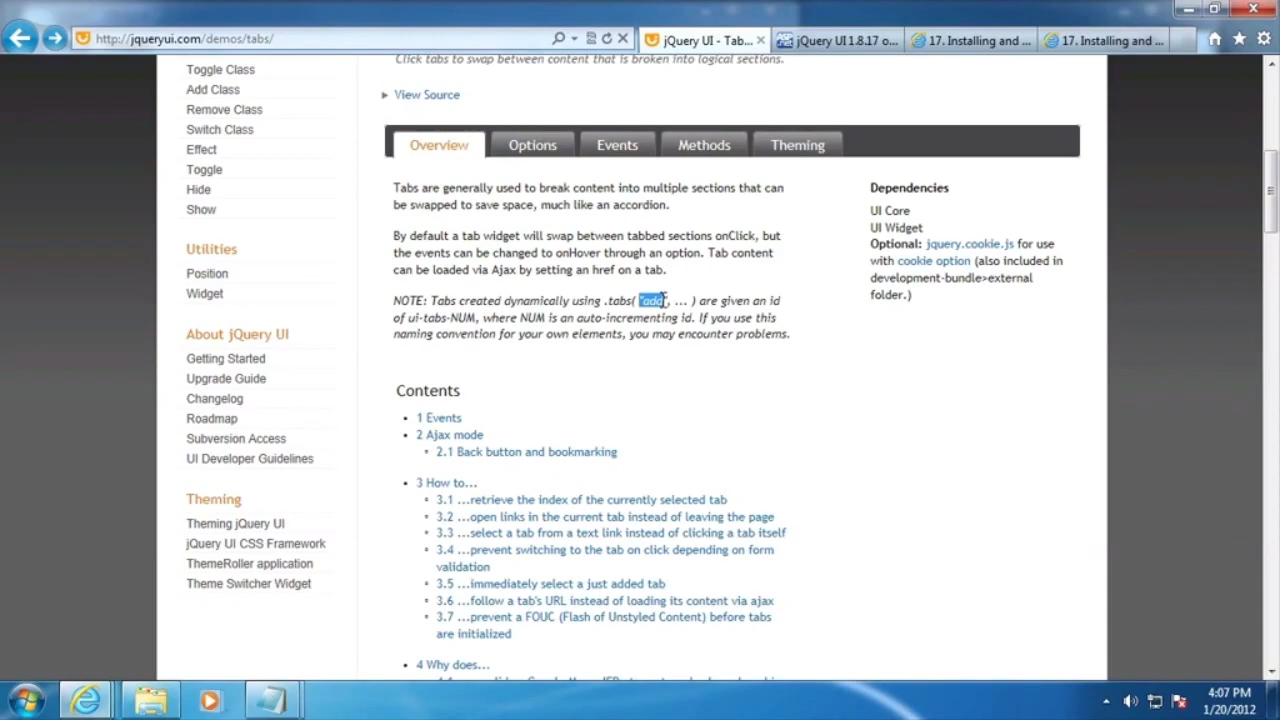 http://jqueryui.com/demos/tabs/
jQuery UI - Tab...
jQuery UI 1.8.17 o...
17. Installing and ...
17. Installing and ...
Click tabs to swap between content that is broken into logical sections.
View Source
Toggle Class
Add Class
Remove Class
Switch Class
Effect
Toggle
Hide
Show
Utilities
Position
Widget
About jQuery UI
Getting Started
Upgrade Guide
Changelog
Roadmap
Subversion Access
UI Developer Guidelines
Theming
Theming jQuery UI
jQuery UI CSS Framework
ThemeRoller application
Theme Switcher Widget
Overview
Options
Events
Methods
Theming
Tabs are generally used to break content into multiple sections that can
be swapped to save space, much like an accordion.
By default a tab widget will swap between tabbed sections onClick, but
the events can be changed to onHover through an option. Tab content
can be loaded via Ajax by setting an href on a tab.
NOTE: Tabs created dynamically using .tabs( "add", ... ) are given an id
of ui-tabs-NUM, where NUM is an auto-incrementing id. If you use this
naming convention for your own elements, you may encounter problems.
Dependencies
UI Core
UI Widget
Optional: jquery.cookie.js for use
with cookie option (also included in
development-bundle>external
folder.)
Contents
1 Events
2 Ajax mode
2.1 Back button and bookmarking
3 How to...
3.1 ...retrieve the index of the currently selected tab
3.2 ...open links in the current tab instead of leaving the page
3.3 ...select a tab from a text link instead of clicking a tab itself
3.4 ...prevent switching to the tab on click depending on form
validation
3.5 ...immediately select a just added tab
3.6 ...follow a tab's URL instead of loading its content via ajax
3.7 ...prevent a FOUC (Flash of Unstyled Content) before tabs
are initialized
4 Why does...
4:07 PM
1/20/2012